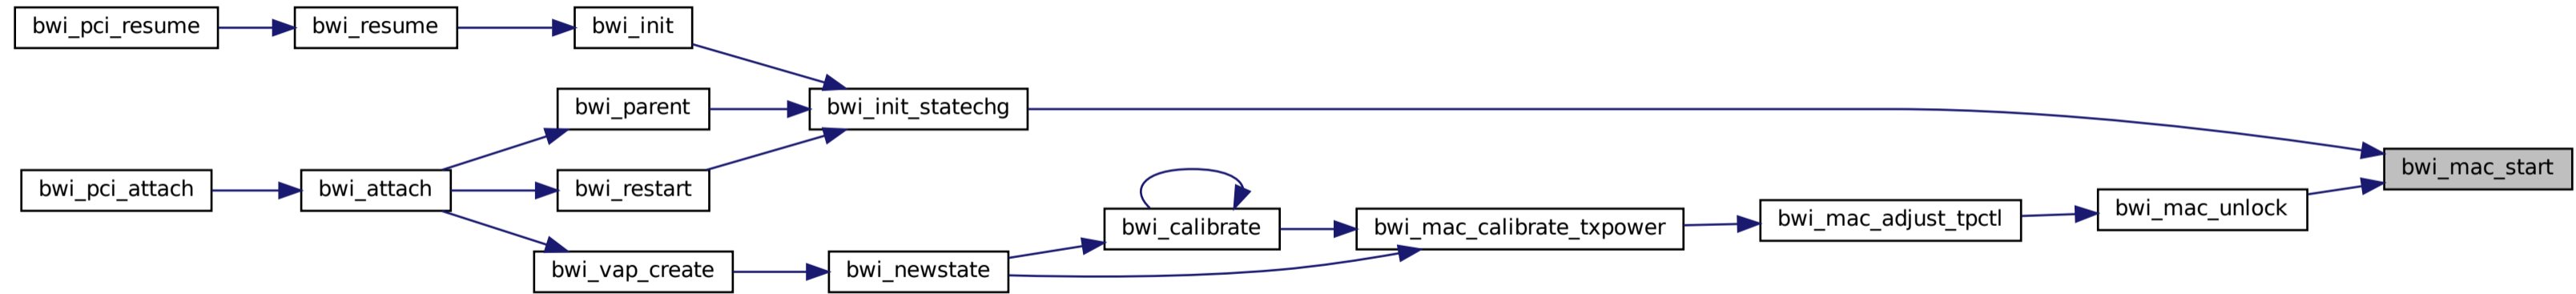 bwi_pci_resume
bwi_resume
bwi_init
bwi_parent
bwi_init_statechg
bwi_mac_start
bwi_pci_attach
bwi_attach
bwi_restart
bwi_calibrate
bwi_mac_calibrate_txpower
bwi_mac_adjust_tpctl
bwi_mac_unlock
bwi_vap_create
bwi_newstate